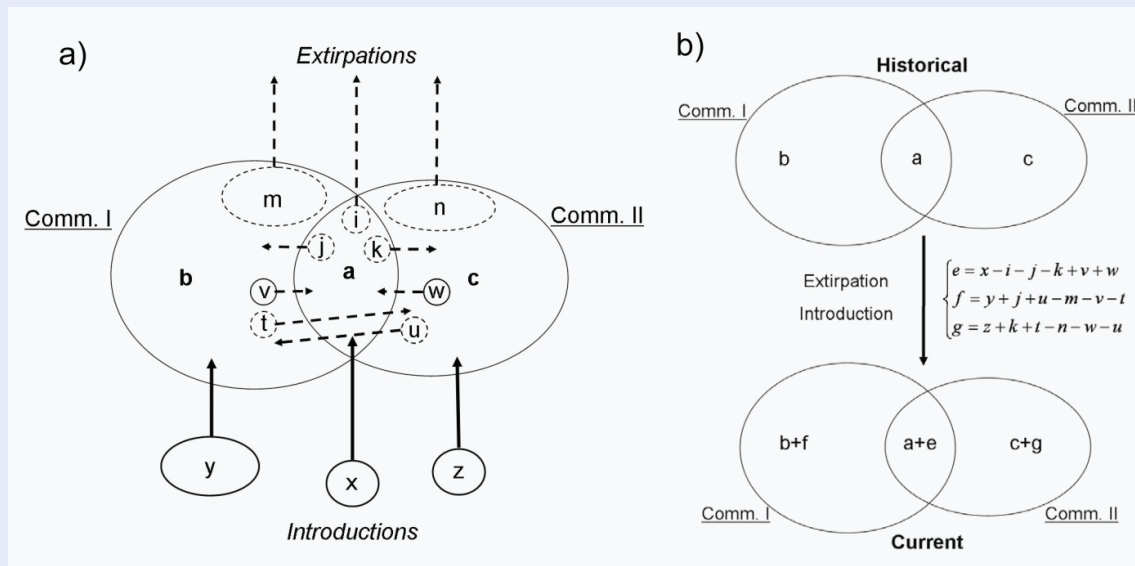 a)
Extirpations
m
i
n
Comm. I
Comm. II
j
k
b
a
c
v
w
t
u
y
x
z
Introductions
b)
Historical
Comm. I
Comm. II
b
a
c
Extirpation
Introduction
e = x − i − j − k + v + w
f = y + j + u − m − v − t
g = z + k + t − n − w − u
b+f
a+e
c+g
Comm. I
Comm. II
Current